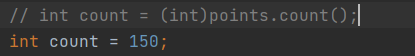 // int count = (int)points.count();
int count = 150;